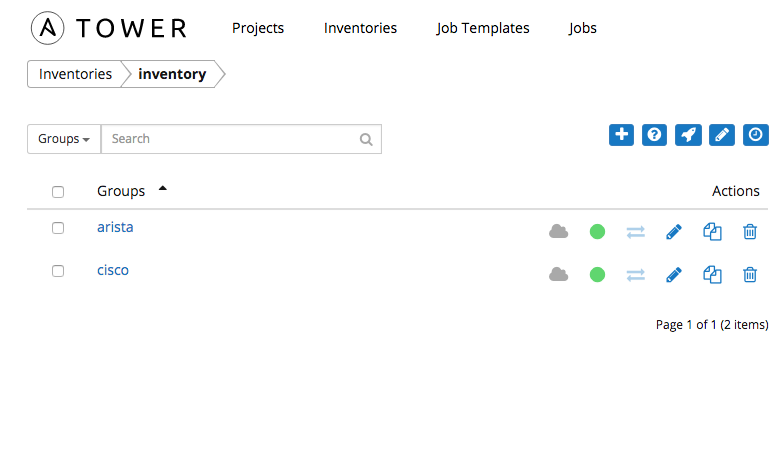 TOWER Projects Inventories Job Templates Jobs
Inventories inventory
Groups Search
Groups Actions
arista
cisco
Page 1 of 1 (2 items)